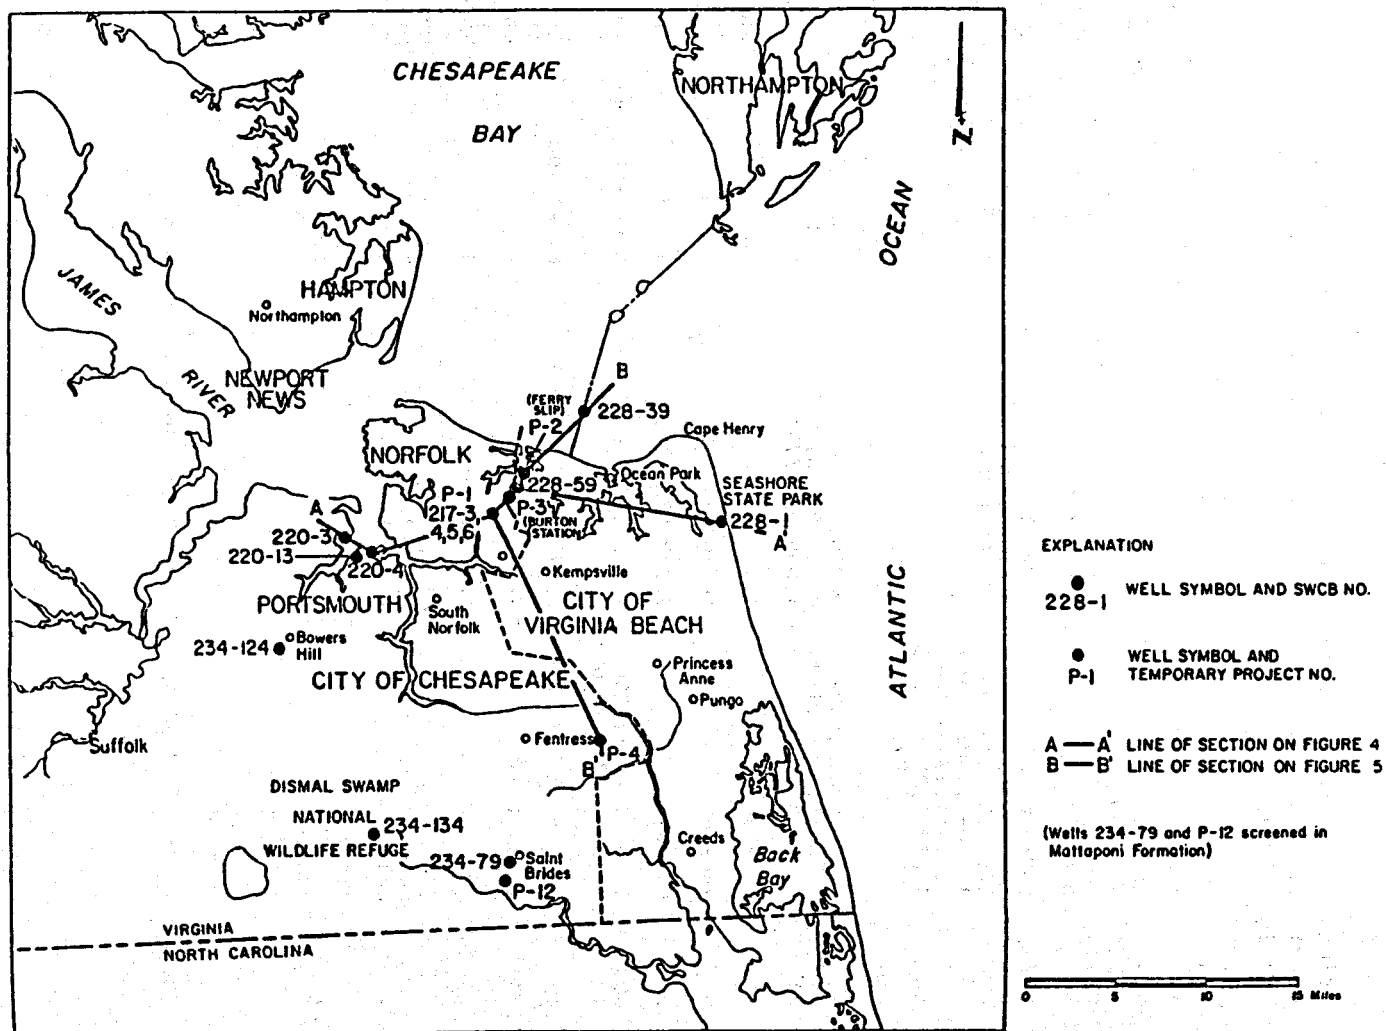 CHESAPEAKE
BAY
NORTHAMPTON
N
OCEAN
JAMES
RIVER
HAMPTON
Northampton
NEWPORT
NEWS
B
(FERRY
SLIP)
P-2
228-39
Cape Henry
NORFOLK
Ocean Park
SEASHORE
STATE PARK
228-59
P-1
P-3
217-3
4,5,6
(BURTON
STATION)
228-1
A'
A
220-3
220-13
220-4
Kempsville
PORTSMOUTH
South
Norfolk
CITY OF
VIRGINIA BEACH
ATLANTIC
Bowers
Hill
234-124
CITY OF CHESAPEAKE
Princess
Anne
Pungo
Suffolk
Fentress
P-4
B'
DISMAL SWAMP
NATIONAL
WILDLIFE REFUGE
234-134
234-79
Saint
Brides
P-12
Creeds
Back
Bay
VIRGINIA
NORTH CAROLINA
EXPLANATION
228-1 WELL SYMBOL AND SWCB NO.
P-1 WELL SYMBOL AND
TEMPORARY PROJECT NO.
A — A' LINE OF SECTION ON FIGURE 4
B — B' LINE OF SECTION ON FIGURE 5
(Wells 234-79 and P-12 screened in
Mattaponi Formation)
0 5 10 15 Miles